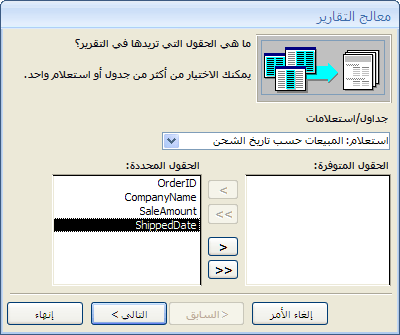 معالج التقارير
ما هي الحقول التي تريدها في التقرير؟
يمكنك الاختيار من أكثر من جدول أو استعلام واحد.
جداول/استعلامات
استعلام: المبيعات حسب تاريخ الشحن
الحقول المتوفرة:
الحقول المحددة:
OrderID
CompanyName
SaleAmount
ShippedDate
>
>>
<
<<
إلغاء الأمر
< السابق
التالي >
إنهاء